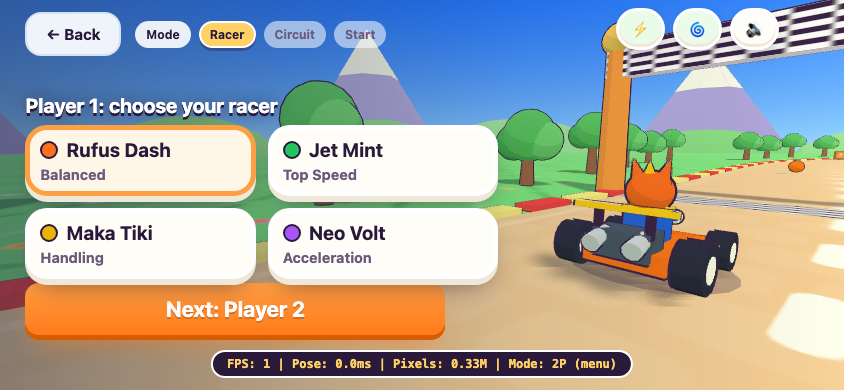 ← Back
Mode
Racer
Circuit
Start
Player 1: choose your racer
Rufus Dash
Balanced
Jet Mint
Top Speed
Maka Tiki
Handling
Neo Volt
Acceleration
Next: Player 2
FPS: 1 | Pose: 0.0ms | Pixels: 0.33M | Mode: 2P (menu)